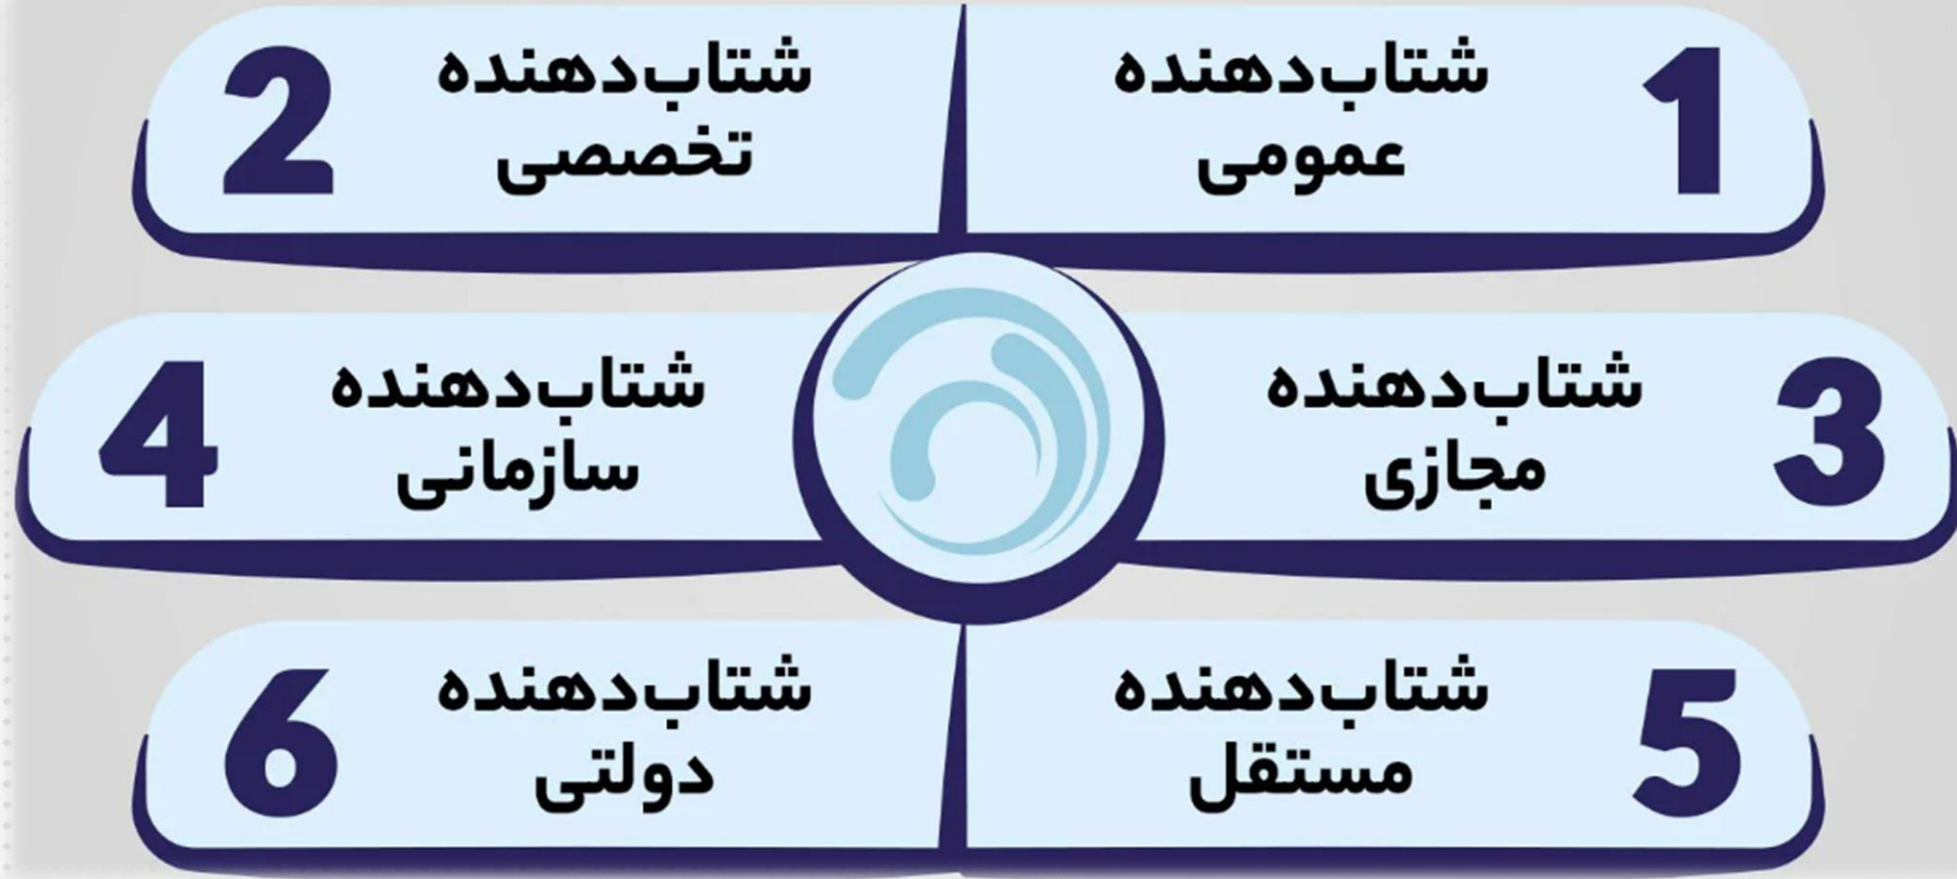 1
شتاب‌دهنده
عمومی
2
شتاب‌دهنده
تخصصی
3
شتاب‌دهنده
مجازی
4
شتاب‌دهنده
سازمانی
5
شتاب‌دهنده
مستقل
6
شتاب‌دهنده
دولتی